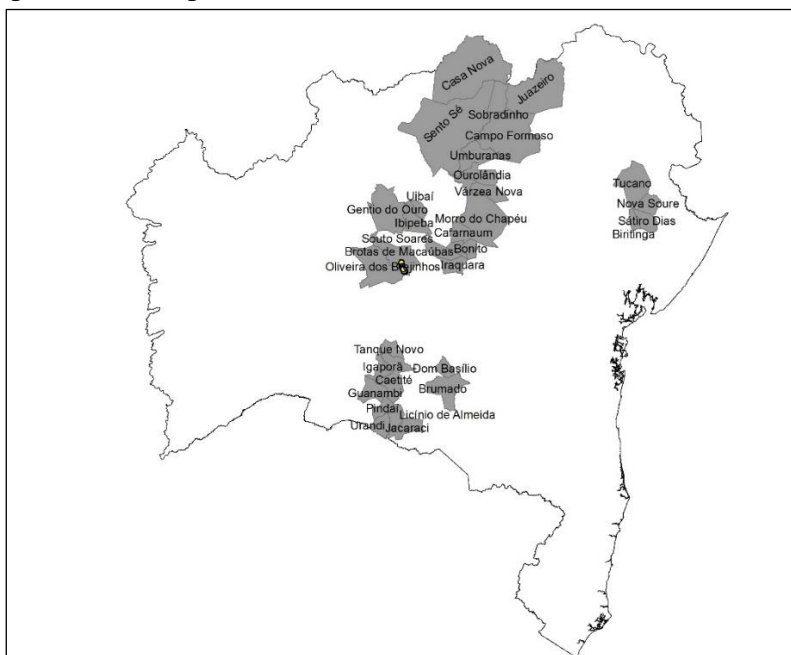 Casa Nova
Juazeiro
Sento Sé
Sobradinho
Campo Formoso
Umburanas
Ourolândia
Várzea Nova
Uibaí
Gentio do Ouro
Ibipeba
Morro do Chapéu
Cafarnaum
Souto Soares
Bonito
Brotas de Macaúbas
Oliveira dos Brejinhos
Iraquara
Tucano
Nova Soure
Sátiro Dias
Biritinga
Tanque Novo
Igaporã
Dom Basílio
Caetité
Brumado
Guanambi
Pindaí
Licínio de Almeida
Urandi
Jacaraci